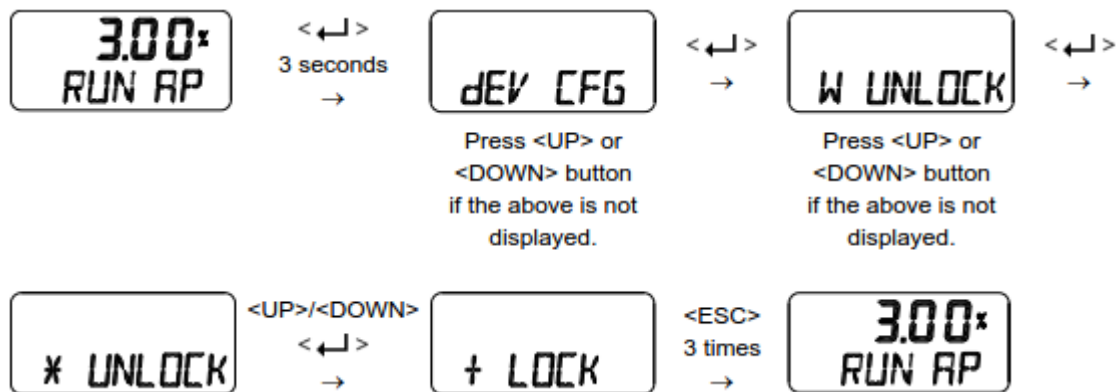 3.00%
RUN AP
<↵>
3 seconds
→
dEV CFG
Press <UP> or
<DOWN> button
if the above is not
displayed.
<↵>
→
W UNLOCK
Press <UP> or
<DOWN> button
if the above is not
displayed.
<↵>
→
* UNLOCK
<UP>/<DOWN>
<↵>
→
+ LOCK
<ESC>
3 times
→
3.00%
RUN AP